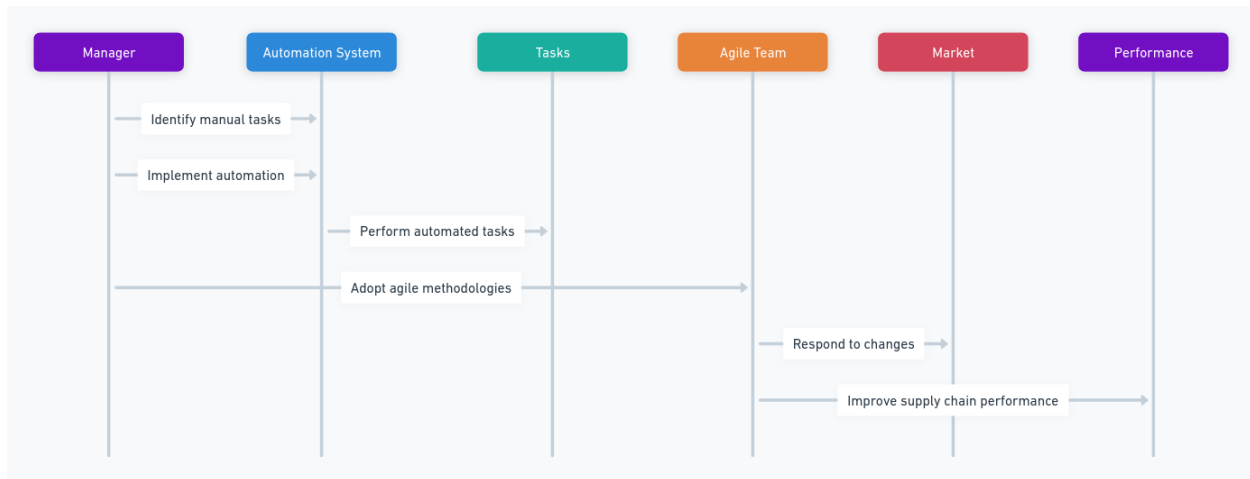 Manager
Automation System
Tasks
Agile Team
Market
Performance
Identify manual tasks
Implement automation
Perform automated tasks
Adopt agile methodologies
Respond to changes
Improve supply chain performance